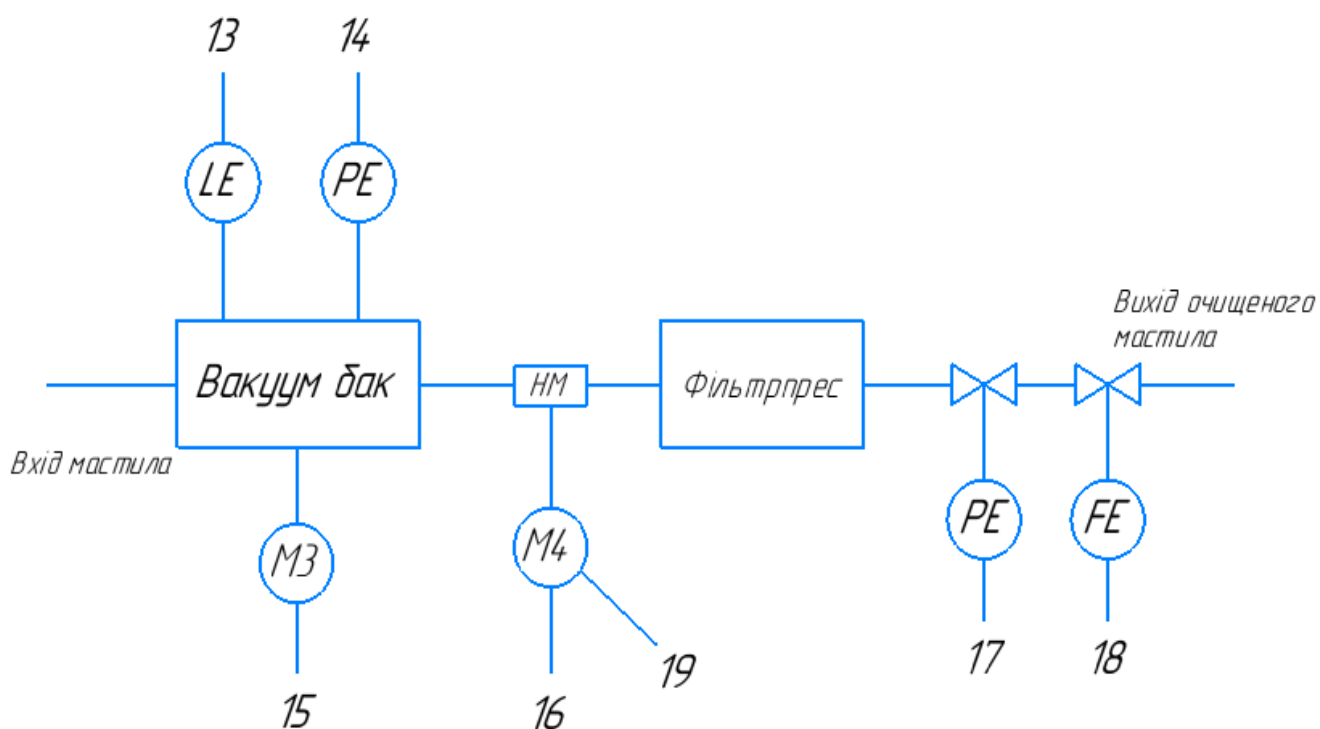 13
14
LE
PE
Вихід очищеного
мастила
Вакуум бак
НМ
Фільтрпрес
Вхід мастила
PE
FE
М3
М4
17
18
19
15
16